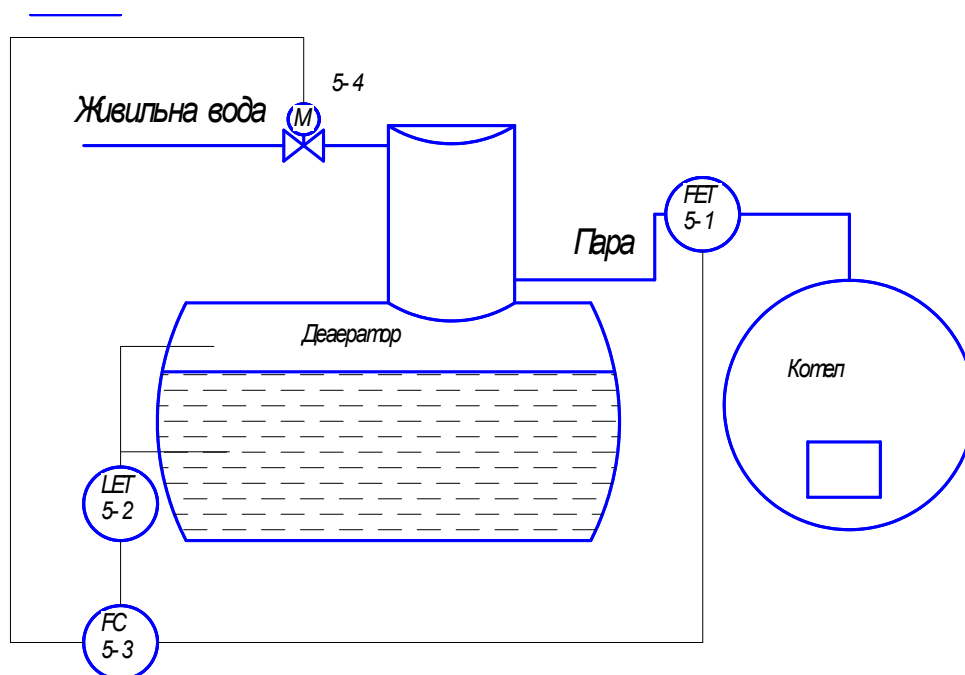 5-4
Живильна вода
М
FET
5-1
Пара
Деаератор
Котел
LET
5-2
FC
5-3